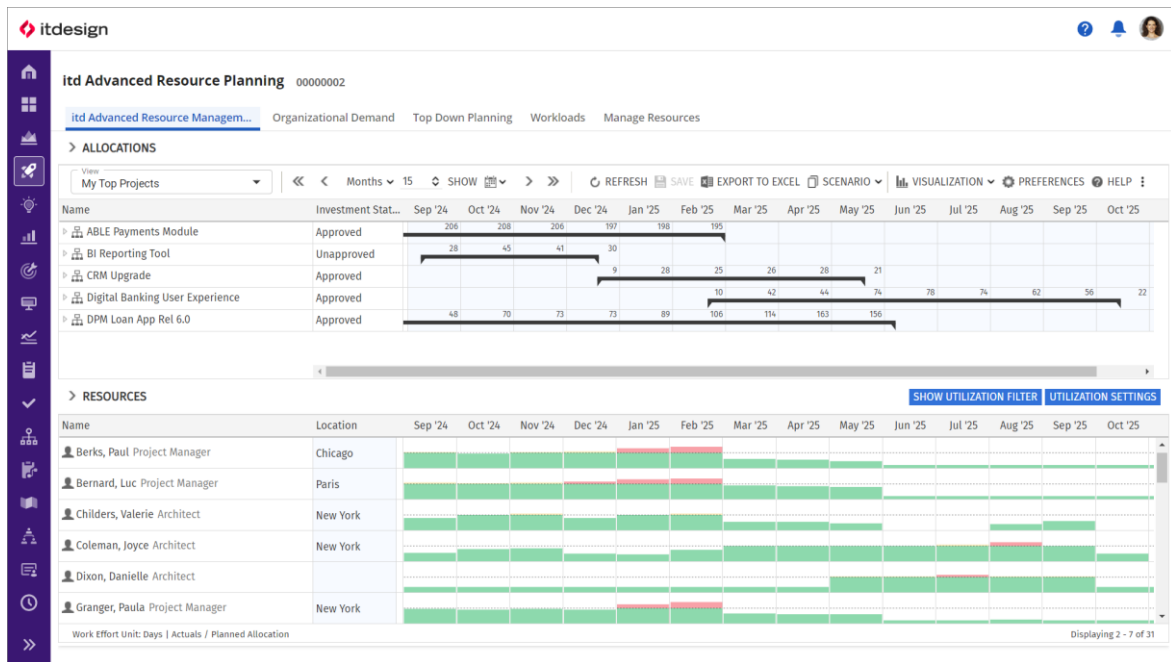 itdesign
itd Advanced Resource Planning 00000002
itd Advanced Resource Managem... Organizational Demand Top Down Planning Workloads Manage Resources
ALLOCATIONS
View
My Top Projects
Months 15 SHOW REFRESH SAVE EXPORT TO EXCEL SCENARIO VISUALIZATION PREFERENCES HELP
Name Investment Stat... Sep '24 Oct '24 Nov '24 Dec '24 Jan '25 Feb '25 Mar '25 Apr '25 May '25 Jun '25 Jul '25 Aug '25 Sep '25 Oct '25
ABLE Payments Module Approved 206 208 206 197 198 195
BI Reporting Tool Unapproved 28 45 41 30
CRM Upgrade Approved 9 28 25 26 28 21
Digital Banking User Experience Approved 10 42 44 74 78 74 62 56 22
DPM Loan App Rel 6.0 Approved 48 70 73 73 89 106 114 163 156
RESOURCES SHOW UTILIZATION FILTER UTILIZATION SETTINGS
Name Location Sep '24 Oct '24 Nov '24 Dec '24 Jan '25 Feb '25 Mar '25 Apr '25 May '25 Jun '25 Jul '25 Aug '25 Sep '25 Oct '25
Berks, Paul Project Manager Chicago
Bernard, Luc Project Manager Paris
Childers, Valerie Architect New York
Coleman, Joyce Architect New York
Dixon, Danielle Architect
Granger, Paula Project Manager New York
Work Effort Unit: Days | Actuals / Planned Allocation Displaying 2 - 7 of 31